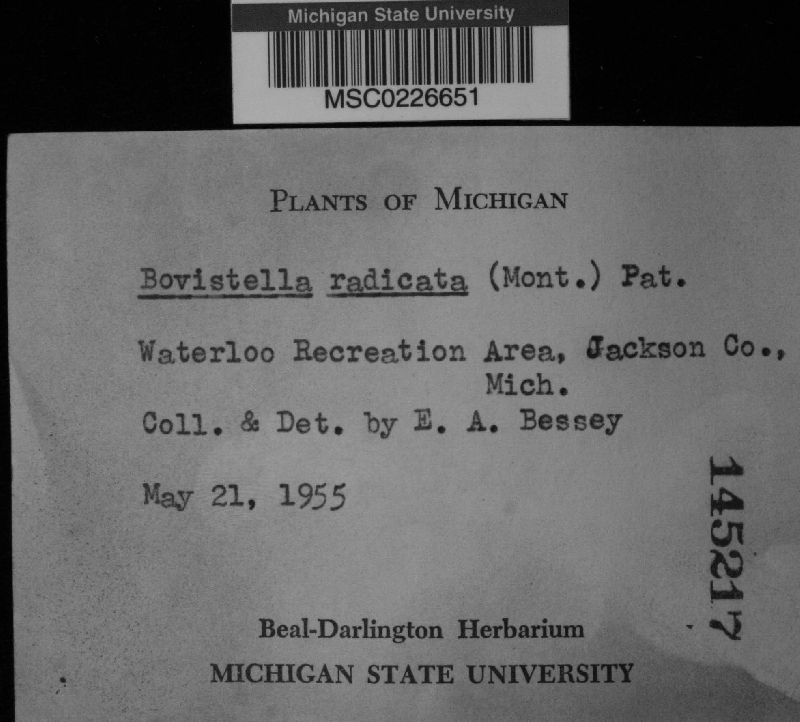 Michigan State University
MSC0226651
PLANTS OF MICHIGAN
Bovistella radicata (Mont.) Pat.
Waterloo Recreation Area, Jackson Co.,
Mich.
Coll. & Det. by E. A. Bessey
May 21, 1955
145217
Beal-Darlington Herbarium
MICHIGAN STATE UNIVERSITY